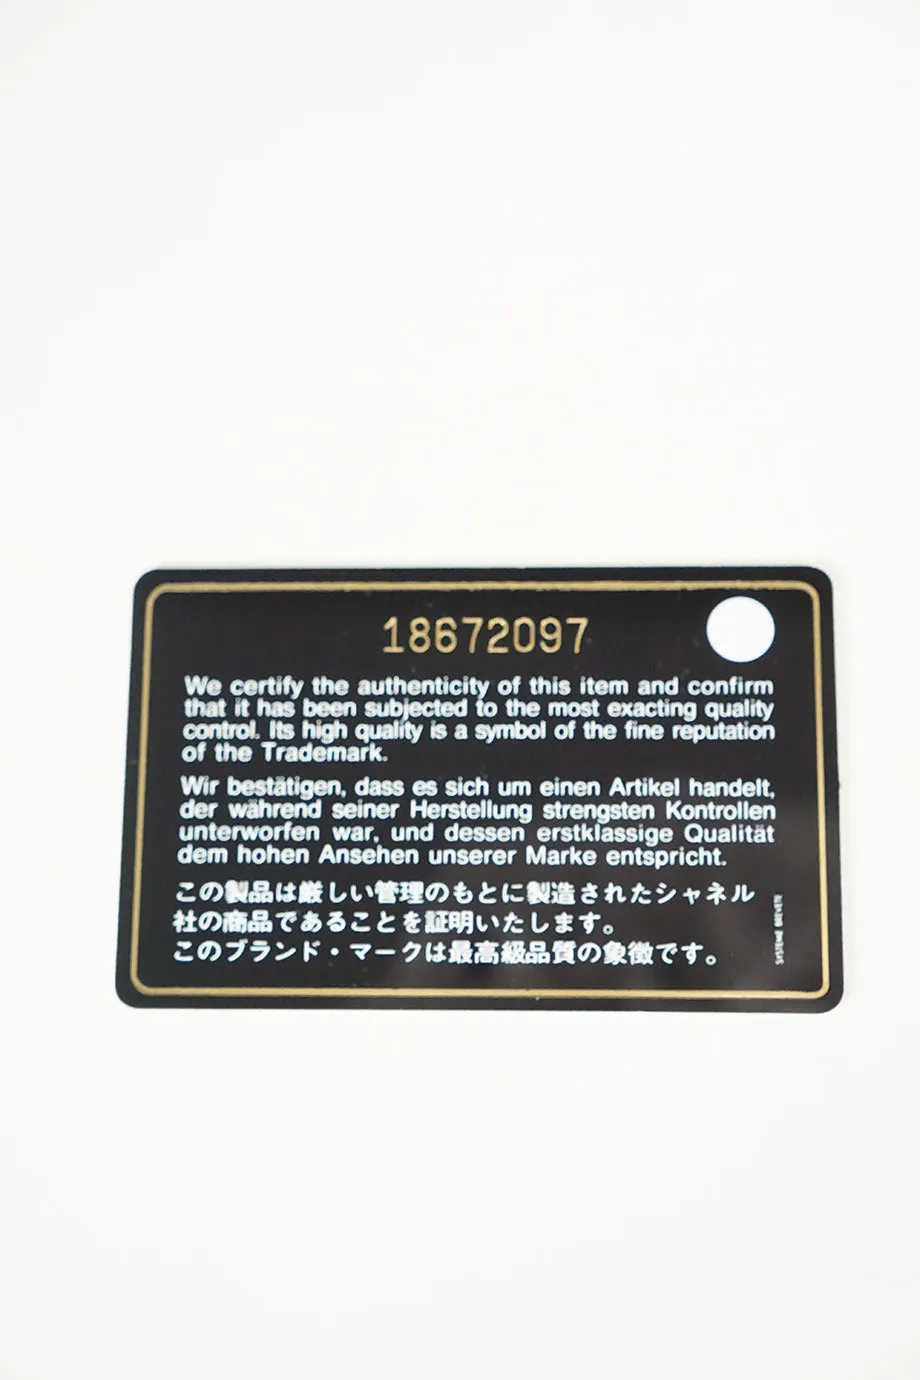 18672097
We certify the authenticity of this item and confirm
that it has been subjected to the most exacting quality
control. Its high quality is a symbol of the fine reputation
of the Trademark.
Wir bestätigen, dass es sich um einen Artikel handelt,
der während seiner Herstellung strengsten Kontrollen
unterworfen war, und dessen erstklassige Qualität
dem hohen Ansehen unserer Marke entspricht.
この製品は厳しい管理のもとに製造されたシャネル
社の商品であることを証明いたします。
このブランド・マークは最高級品質の象徴です。
SYSTEME BREVETE